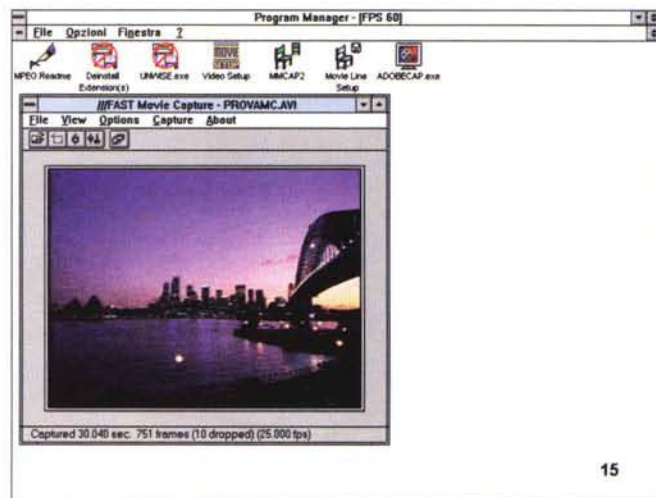 Program Manager - [FPS 60]
File Opzioni Finestra ?
MPEG Readme
Deinstall Extension(s)
UNWISE.exe
Video Setup
MMCAP2
Movie Line Setup
ADOBECAP.exe
///FAST Movie Capture - PROVAMC.AVI
File View Options Capture About
Captured 30.040 sec. 751 frames (10 dropped) (25.000 fps)
15